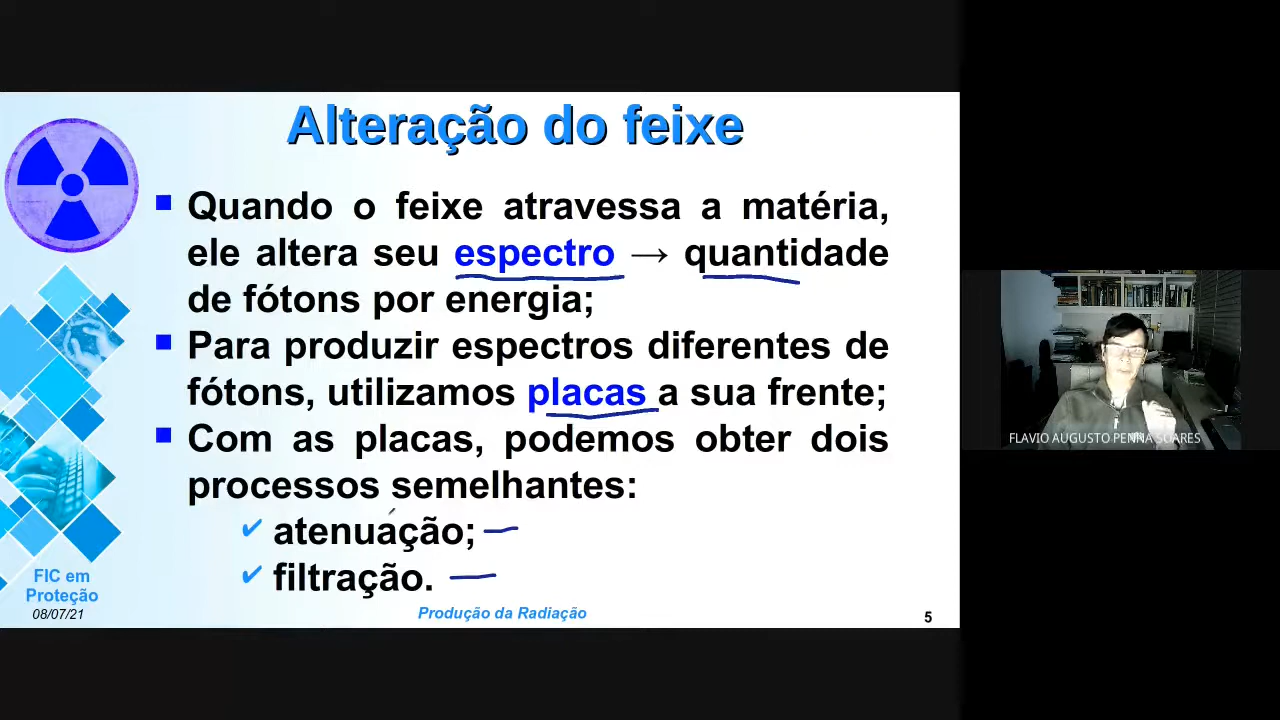 Alteração do feixe
Quando o feixe atravessa a matéria,
ele altera seu espectro → quantidade
de fótons por energia;
Para produzir espectros diferentes de
fótons, utilizamos placas a sua frente;
Com as placas, podemos obter dois
processos semelhantes:
✔ atenuação;
✔ filtração.
FIC em
Proteção
08/07/21
Produção da Radiação
5
FLAVIO AUGUSTO PENNA SOARES